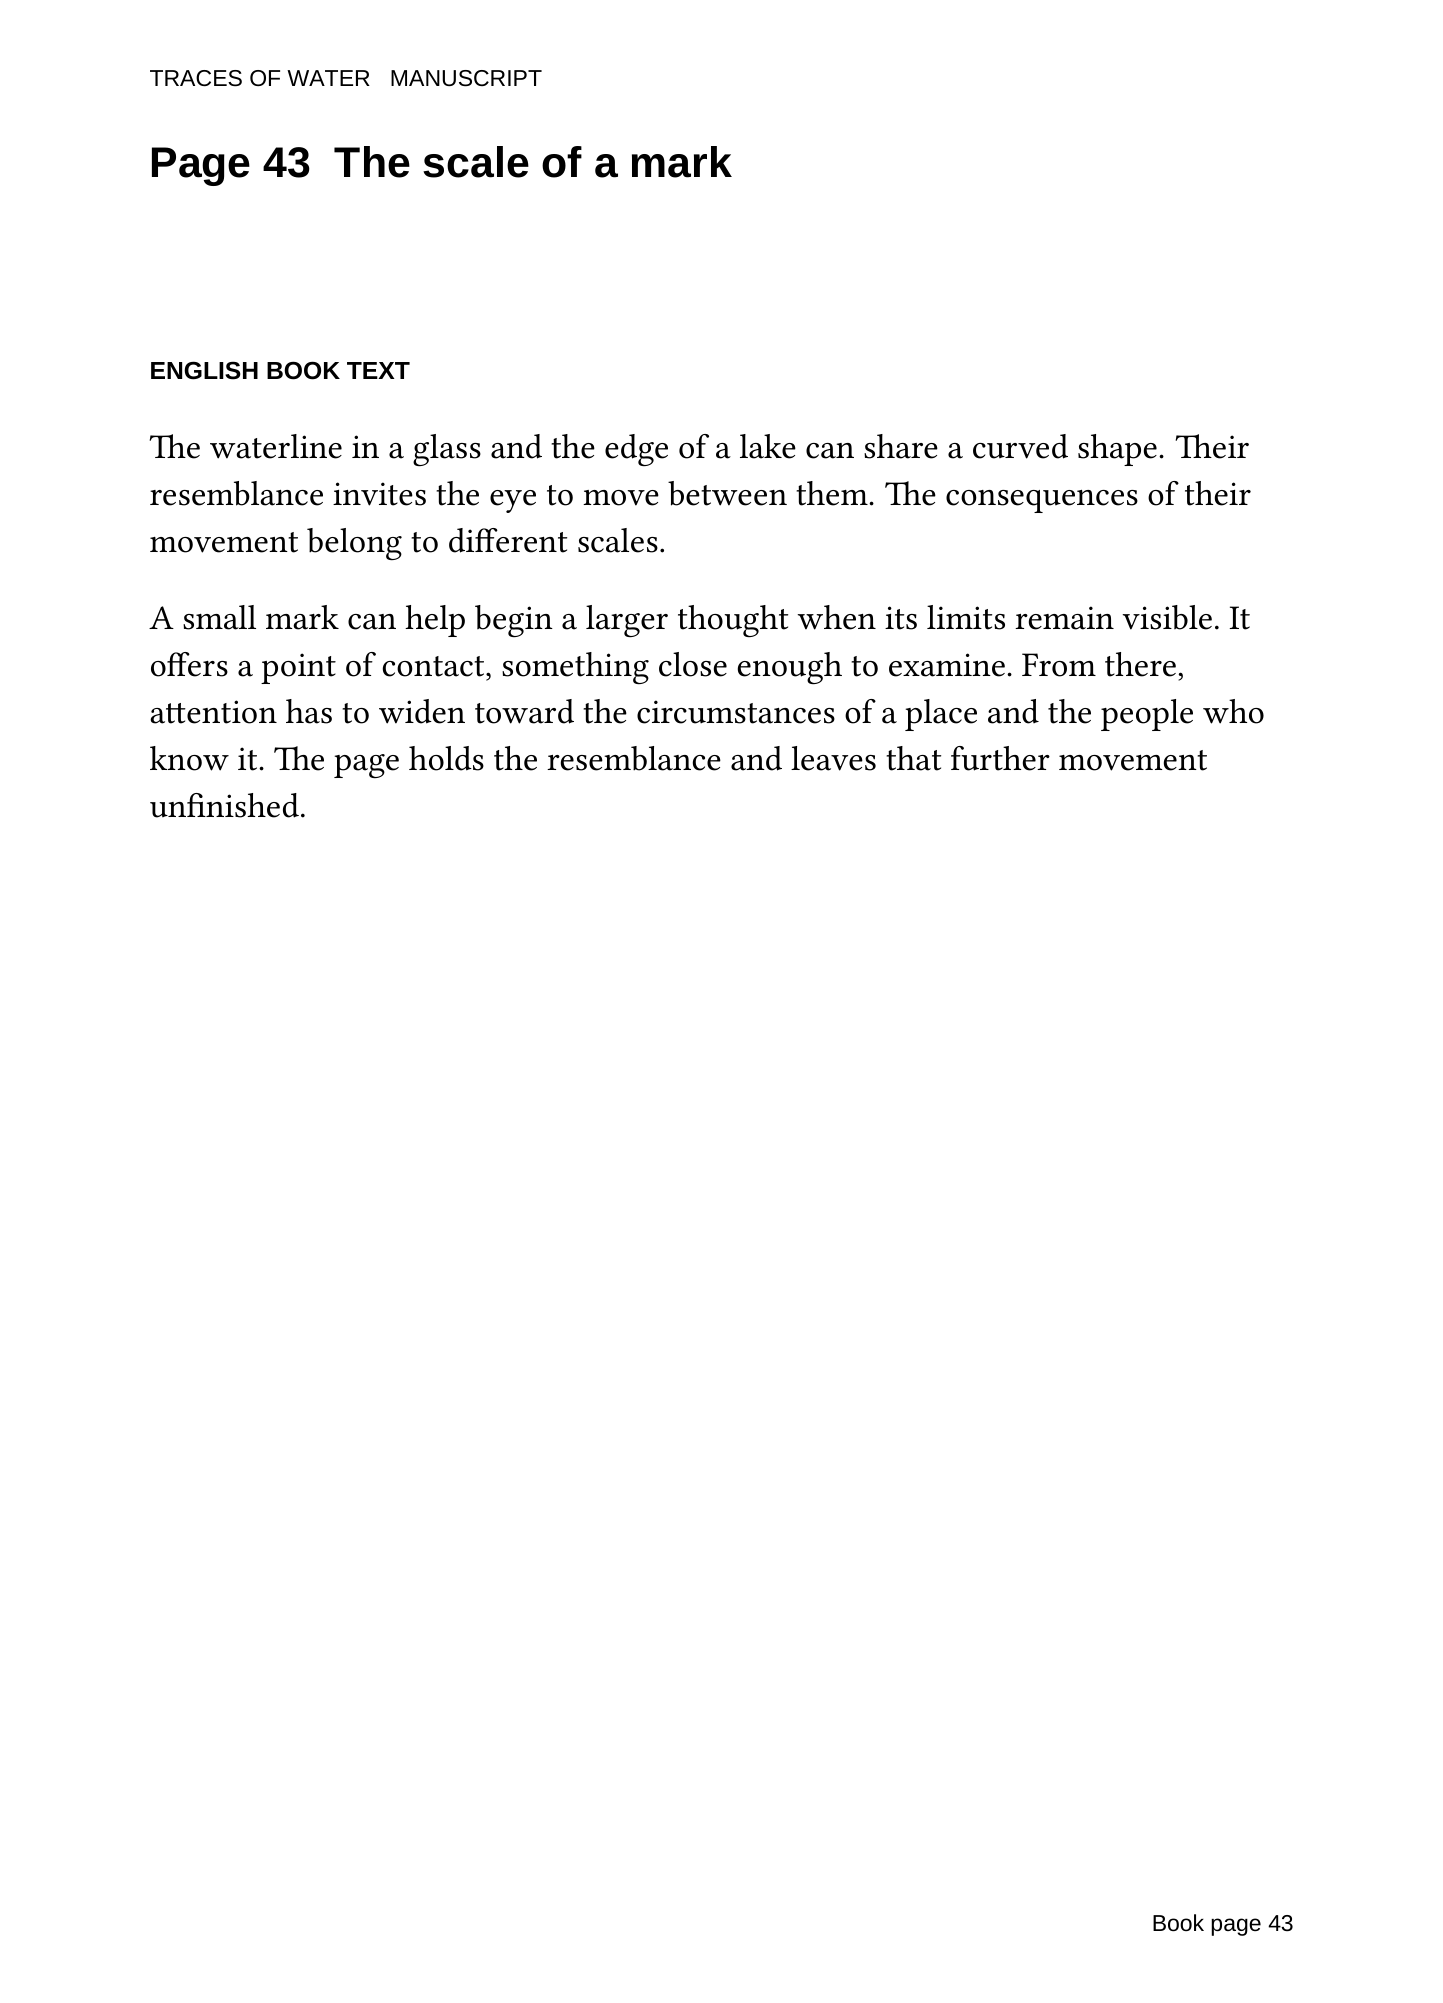 TRACES OF WATER MANUSCRIPT
Page 43 The scale of a mark
ENGLISH BOOK TEXT
The waterline in a glass and the edge of a lake can share a curved shape. Their
resemblance invites the eye to move between them. The consequences of their
movement belong to different scales.
A small mark can help begin a larger thought when its limits remain visible. It
offers a point of contact, something close enough to examine. From there,
attention has to widen toward the circumstances of a place and the people who
know it. The page holds the resemblance and leaves that further movement
unfinished.
Book page 43